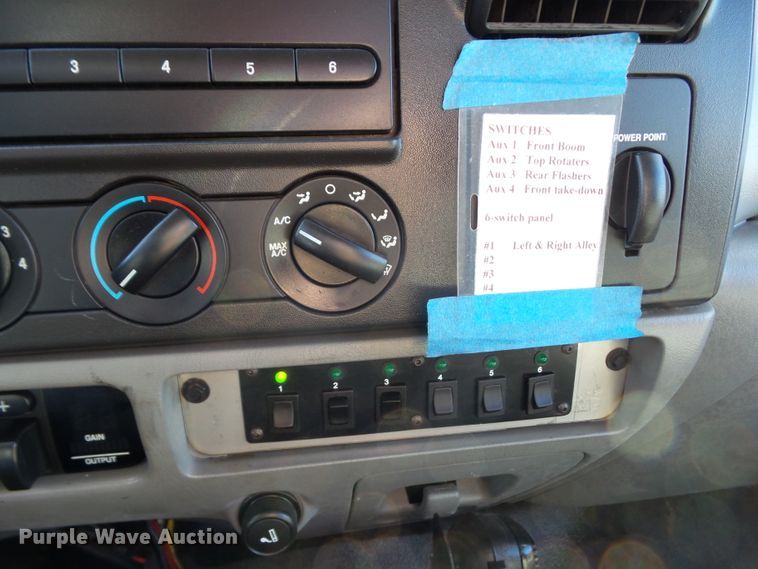 3 4 5 6
SWITCHES
Aux 1 Front Boom
Aux 2 Top Rotaters
Aux 3 Rear Flashers
Aux 4 Front take-down
6-switch panel
#1 Left & Right Alley
#2
#3
#4
POWER POINT
A/C
MAX A/C
3
4
1 2 3 4 5 6
+
GAIN
OUTPUT
Purple Wave Auction